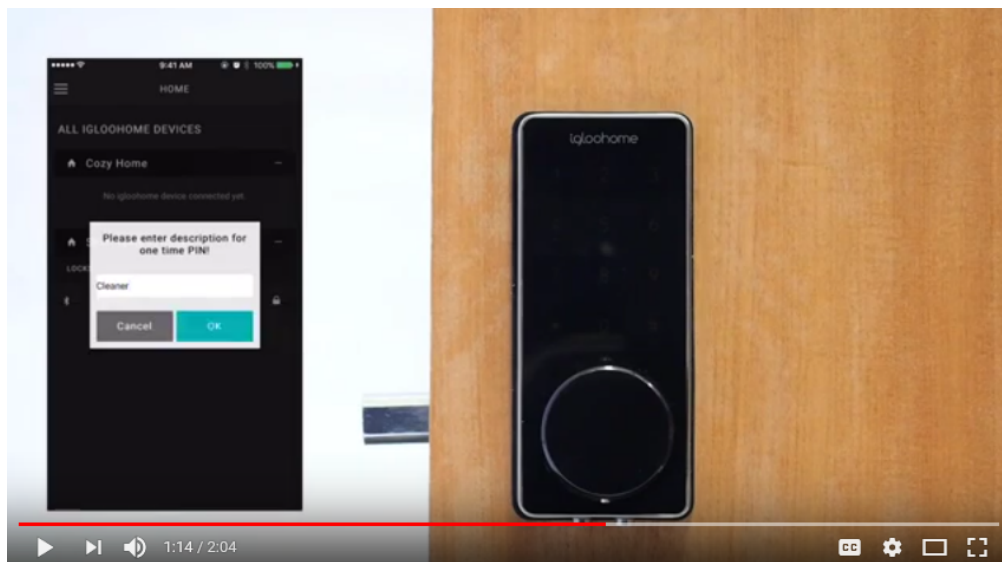 9:41 AM
100%
HOME
ALL IGLOOHOME DEVICES
Cozy Home
No igloohome device connected yet
Please enter description for
one time PIN!
Cleaner
Cancel
OK
igloohome
1:14 / 2:04
CC